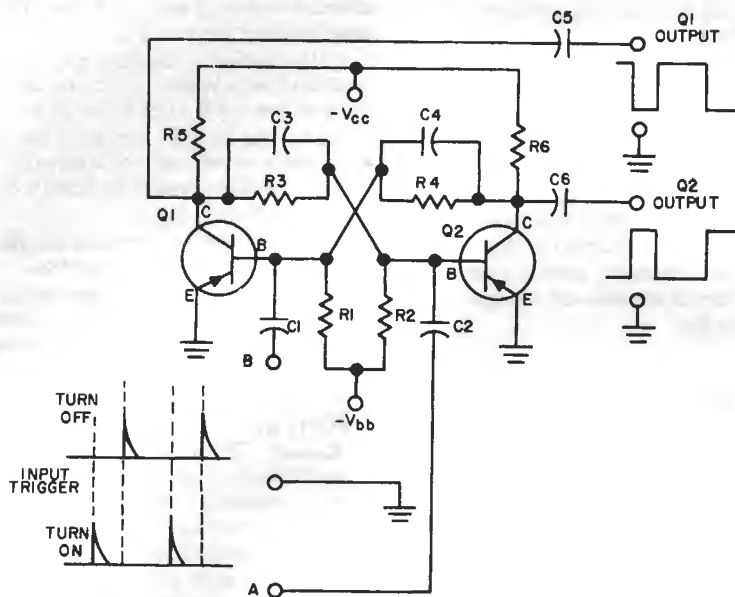 C5
Q1
OUTPUT
-Vcc
C3
C4
R5
R6
R3
R4
C6
Q2
OUTPUT
Q1
C
B
E
Q2
C
B
E
C1
R1
R2
C2
B
-Vbb
TURN
OFF
INPUT
TRIGGER
TURN
ON
A